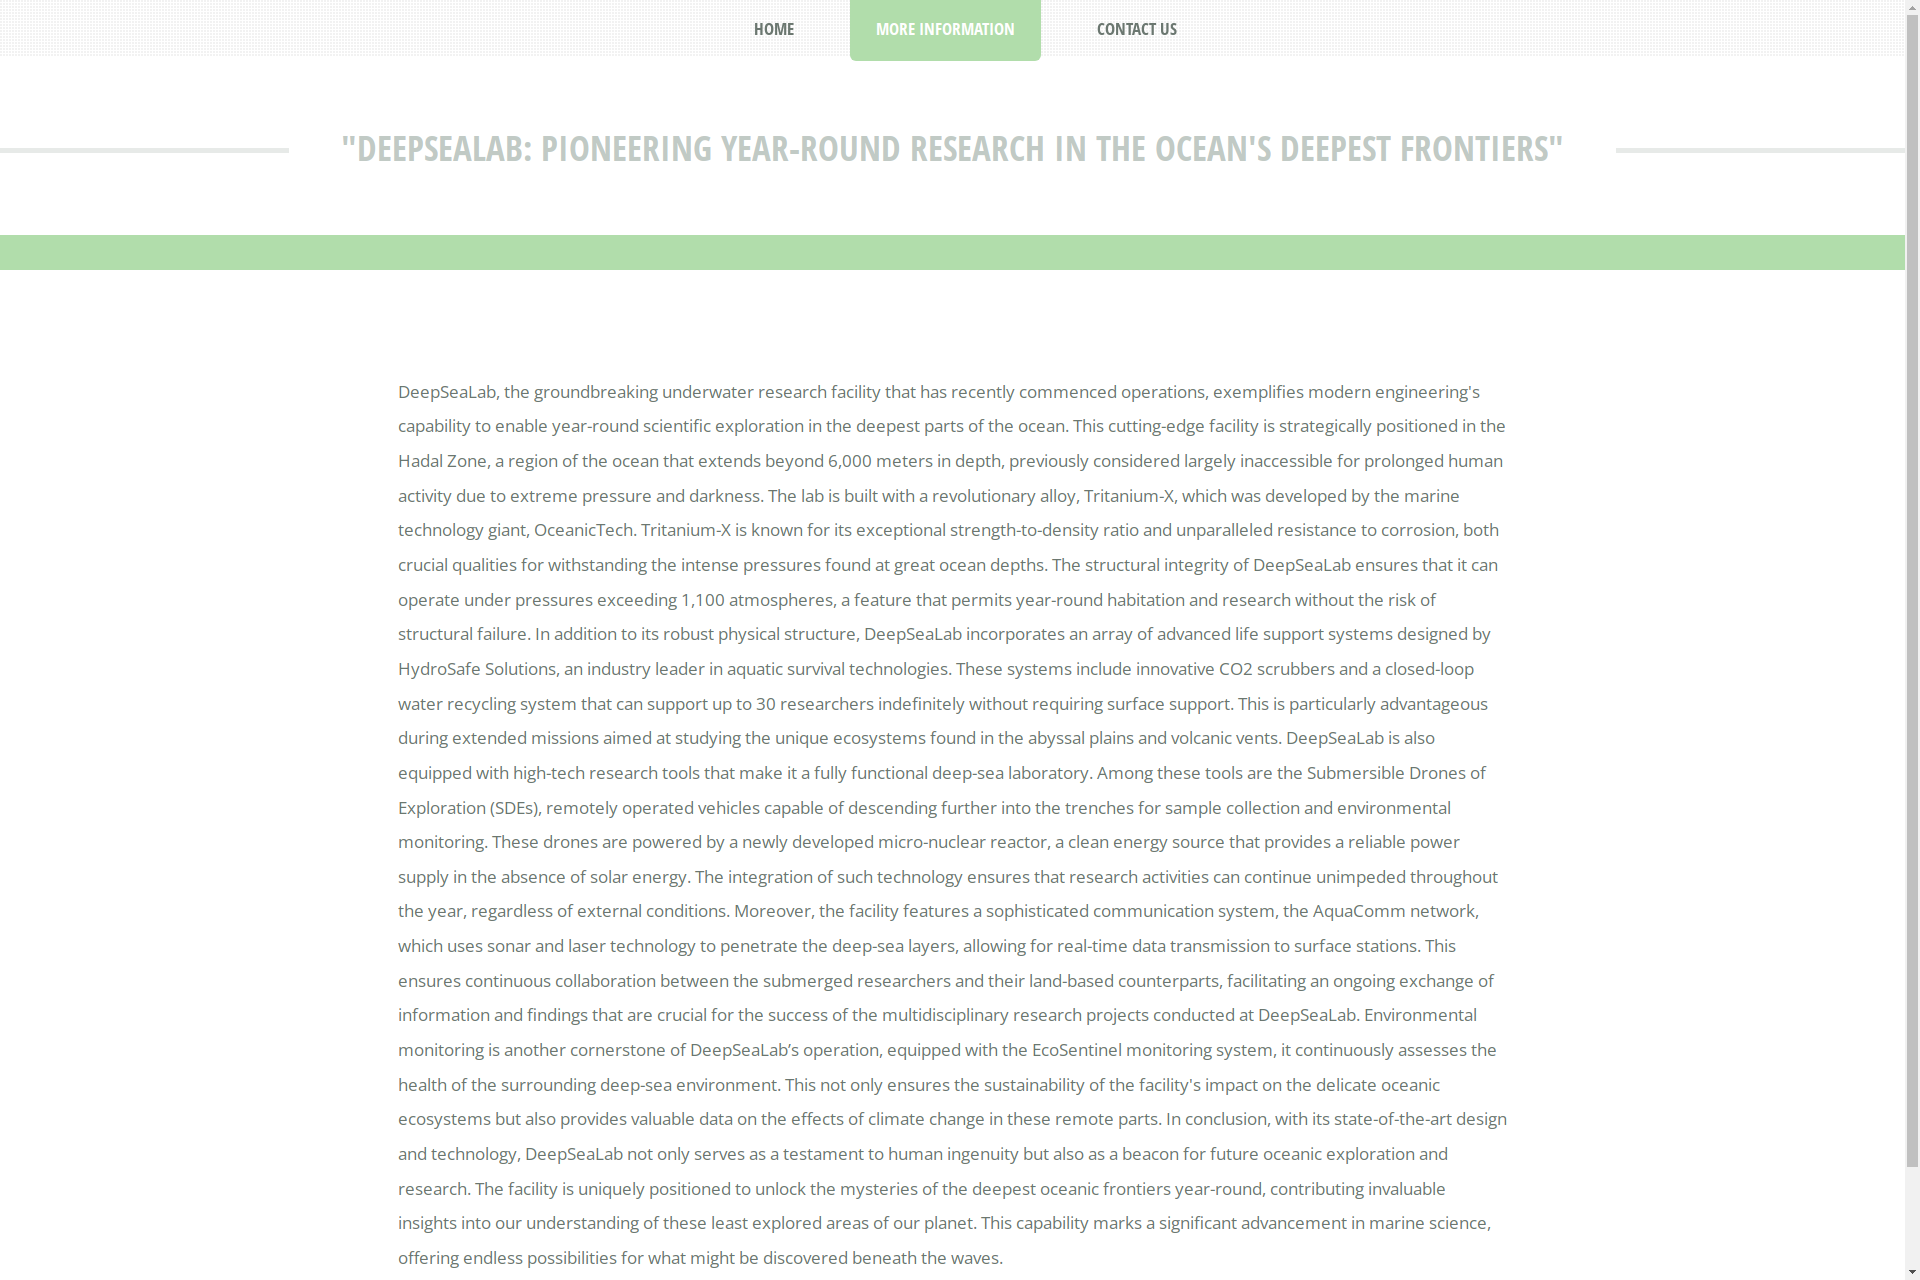 HOME
MORE INFORMATION
CONTACT US
"DEEPSEALAB: PIONEERING YEAR-ROUND RESEARCH IN THE OCEAN'S DEEPEST FRONTIERS"
DeepSeaLab, the groundbreaking underwater research facility that has recently commenced operations, exemplifies modern engineering's
capability to enable year-round scientific exploration in the deepest parts of the ocean. This cutting-edge facility is strategically positioned in the
Hadal Zone, a region of the ocean that extends beyond 6,000 meters in depth, previously considered largely inaccessible for prolonged human
activity due to extreme pressure and darkness. The lab is built with a revolutionary alloy, Tritanium-X, which was developed by the marine
technology giant, OceanicTech. Tritanium-X is known for its exceptional strength-to-density ratio and unparalleled resistance to corrosion, both
crucial qualities for withstanding the intense pressures found at great ocean depths. The structural integrity of DeepSeaLab ensures that it can
operate under pressures exceeding 1,100 atmospheres, a feature that permits year-round habitation and research without the risk of
structural failure. In addition to its robust physical structure, DeepSeaLab incorporates an array of advanced life support systems designed by
HydroSafe Solutions, an industry leader in aquatic survival technologies. These systems include innovative CO2 scrubbers and a closed-loop
water recycling system that can support up to 30 researchers indefinitely without requiring surface support. This is particularly advantageous
during extended missions aimed at studying the unique ecosystems found in the abyssal plains and volcanic vents. DeepSeaLab is also
equipped with high-tech research tools that make it a fully functional deep-sea laboratory. Among these tools are the Submersible Drones of
Exploration (SDEs), remotely operated vehicles capable of descending further into the trenches for sample collection and environmental
monitoring. These drones are powered by a newly developed micro-nuclear reactor, a clean energy source that provides a reliable power
supply in the absence of solar energy. The integration of such technology ensures that research activities can continue unimpeded throughout
the year, regardless of external conditions. Moreover, the facility features a sophisticated communication system, the AquaComm network,
which uses sonar and laser technology to penetrate the deep-sea layers, allowing for real-time data transmission to surface stations. This
ensures continuous collaboration between the submerged researchers and their land-based counterparts, facilitating an ongoing exchange of
information and findings that are crucial for the success of the multidisciplinary research projects conducted at DeepSeaLab. Environmental
monitoring is another cornerstone of DeepSeaLab’s operation, equipped with the EcoSentinel monitoring system, it continuously assesses the
health of the surrounding deep-sea environment. This not only ensures the sustainability of the facility's impact on the delicate oceanic
ecosystems but also provides valuable data on the effects of climate change in these remote parts. In conclusion, with its state-of-the-art design
and technology, DeepSeaLab not only serves as a testament to human ingenuity but also as a beacon for future oceanic exploration and
research. The facility is uniquely positioned to unlock the mysteries of the deepest oceanic frontiers year-round, contributing invaluable
insights into our understanding of these least explored areas of our planet. This capability marks a significant advancement in marine science,
offering endless possibilities for what might be discovered beneath the waves.